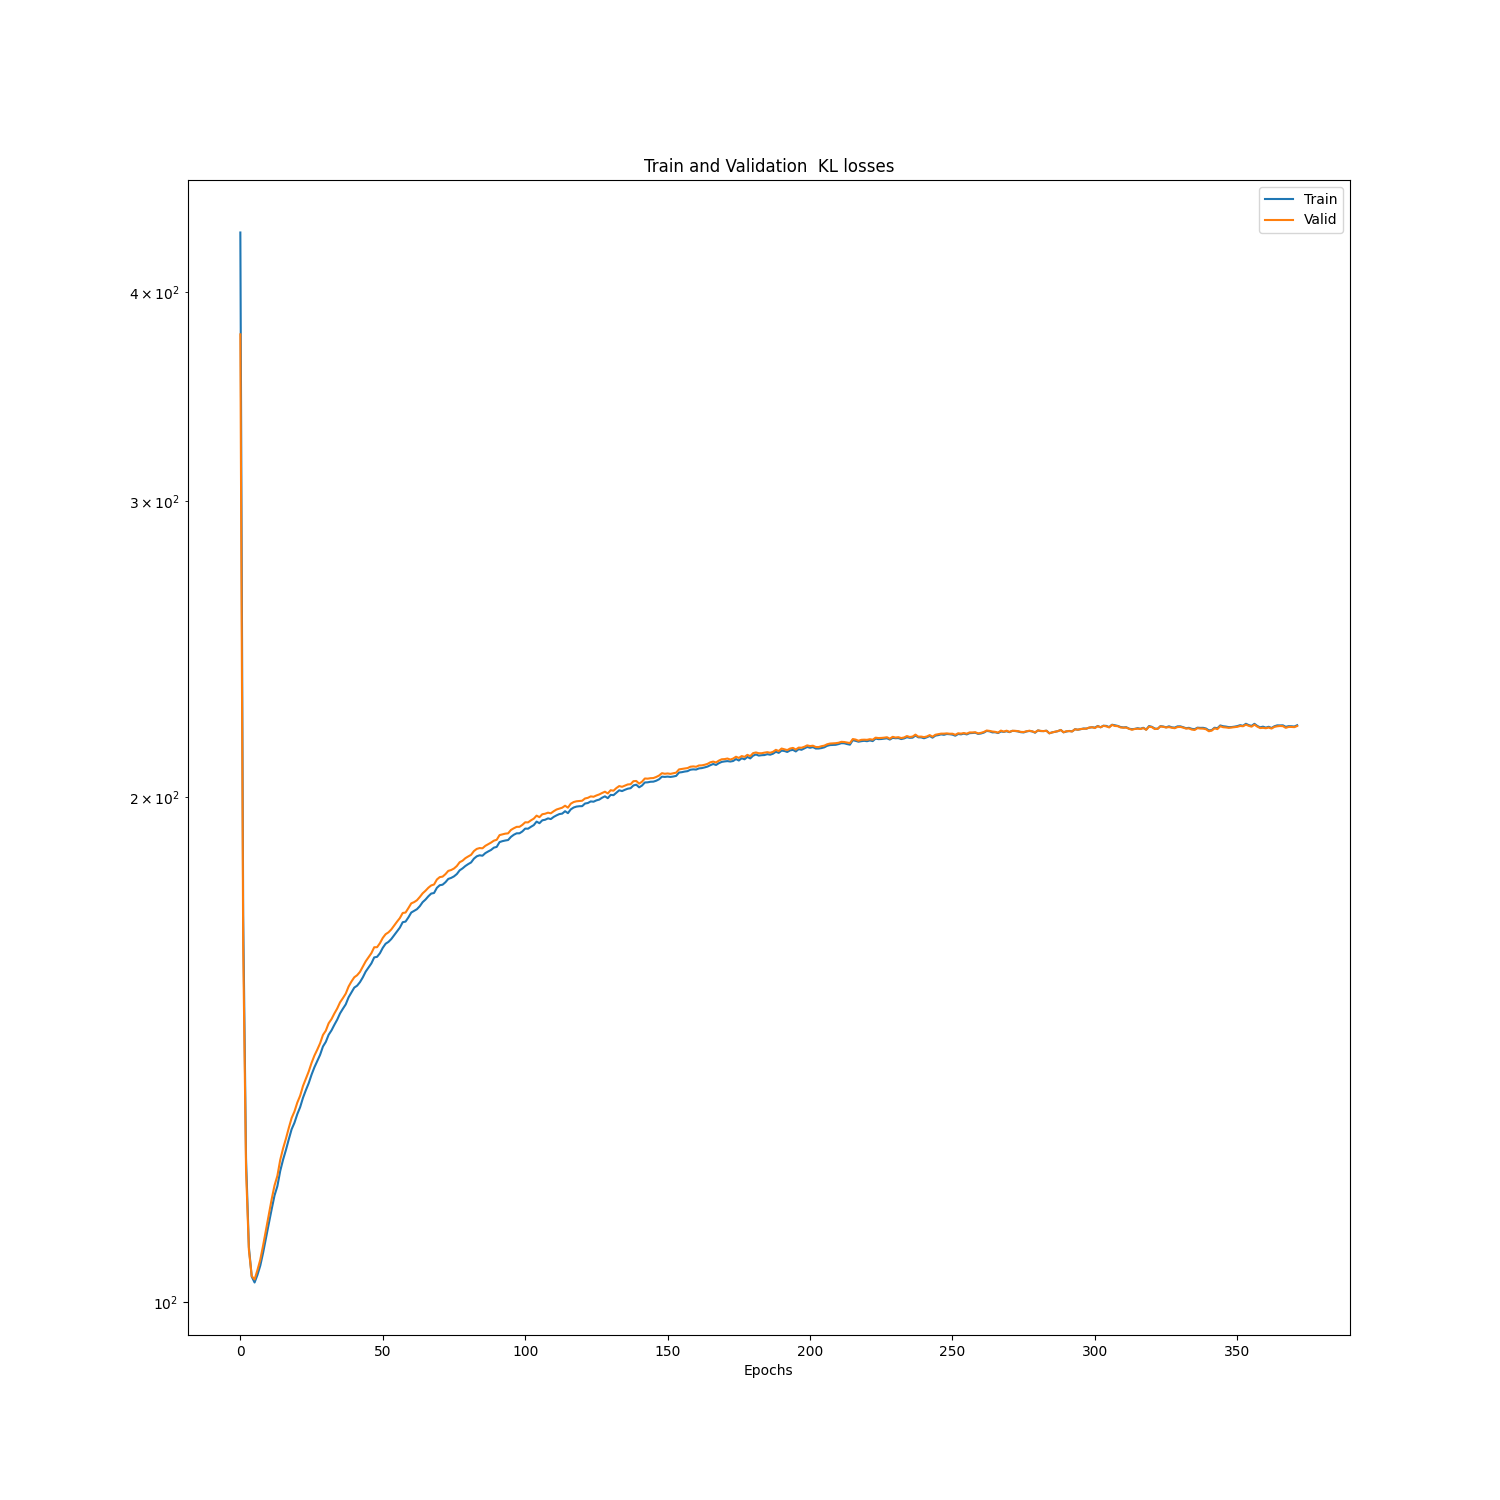 Train and Validation  KL losses
Train
Valid
4 × 10²
3 × 10²
2 × 10²
10²
0 50 100 150 200 250 300 350
Epochs